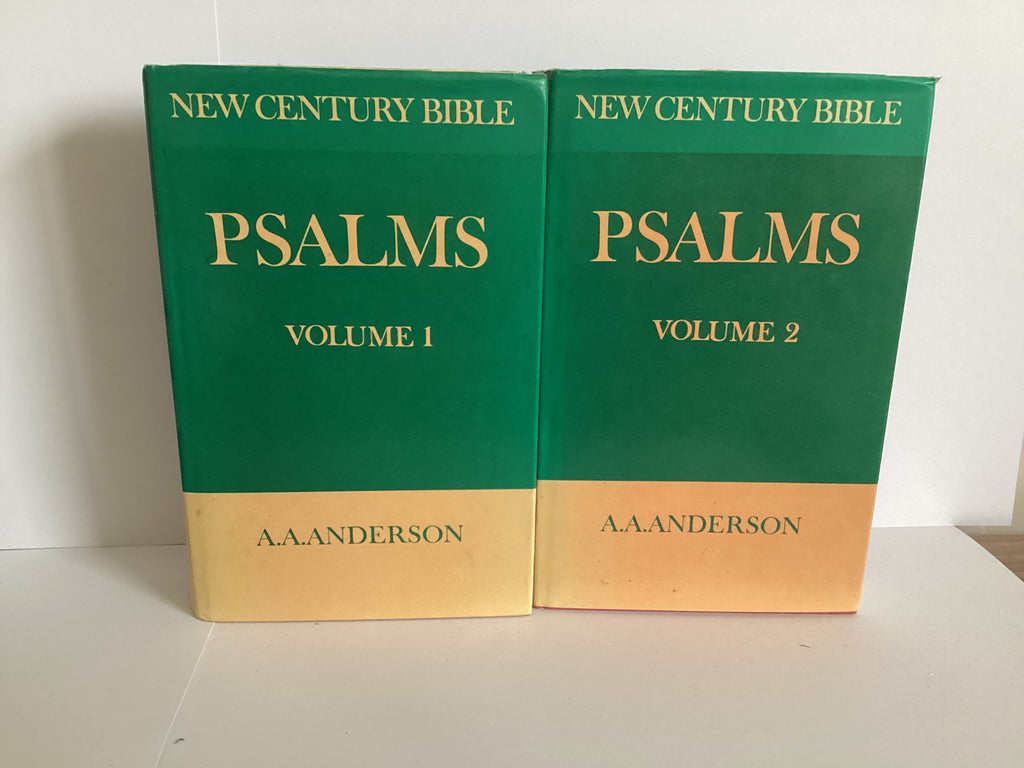 NEW CENTURY BIBLE
PSALMS
VOLUME 1
A.A.ANDERSON
NEW CENTURY BIBLE
PSALMS
VOLUME 2
A.A.ANDERSON